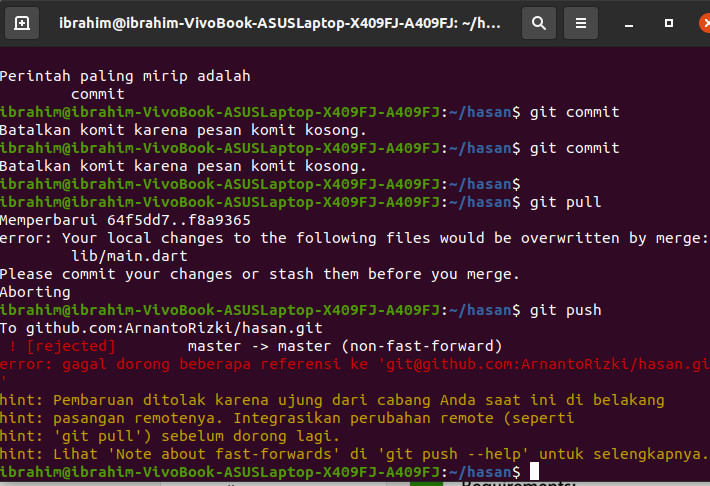 ibrahim@ibrahim-VivoBook-ASUSLaptop-X409FJ-A409FJ: ~/h...
Perintah paling mirip adalah
commit
ibrahim@ibrahim-VivoBook-ASUSLaptop-X409FJ-A409FJ:~/hasan$ git commit
Batalkan komit karena pesan komit kosong.
ibrahim@ibrahim-VivoBook-ASUSLaptop-X409FJ-A409FJ:~/hasan$ git commit
Batalkan komit karena pesan komit kosong.
ibrahim@ibrahim-VivoBook-ASUSLaptop-X409FJ-A409FJ:~/hasan$
ibrahim@ibrahim-VivoBook-ASUSLaptop-X409FJ-A409FJ:~/hasan$ git pull
Memperbarui 64f5dd7..f8a9365
error: Your local changes to the following files would be overwritten by merge:
lib/main.dart
Please commit your changes or stash them before you merge.
Aborting
ibrahim@ibrahim-VivoBook-ASUSLaptop-X409FJ-A409FJ:~/hasan$ git push
To github.com:ArnantoRizki/hasan.git
! [rejected] master -> master (non-fast-forward)
error: gagal dorong beberapa referensi ke 'git@github.com:ArnantoRizki/hasan.gi
'
hint: Pembaruan ditolak karena ujung dari cabang Anda saat ini di belakang
hint: pasangan remotenya. Integrasikan perubahan remote (seperti
hint: 'git pull') sebelum dorong lagi.
hint: Lihat 'Note about fast-forwards' di 'git push --help' untuk selengkapnya.
ibrahim@ibrahim-VivoBook-ASUSLaptop-X409FJ-A409FJ:~/hasan$